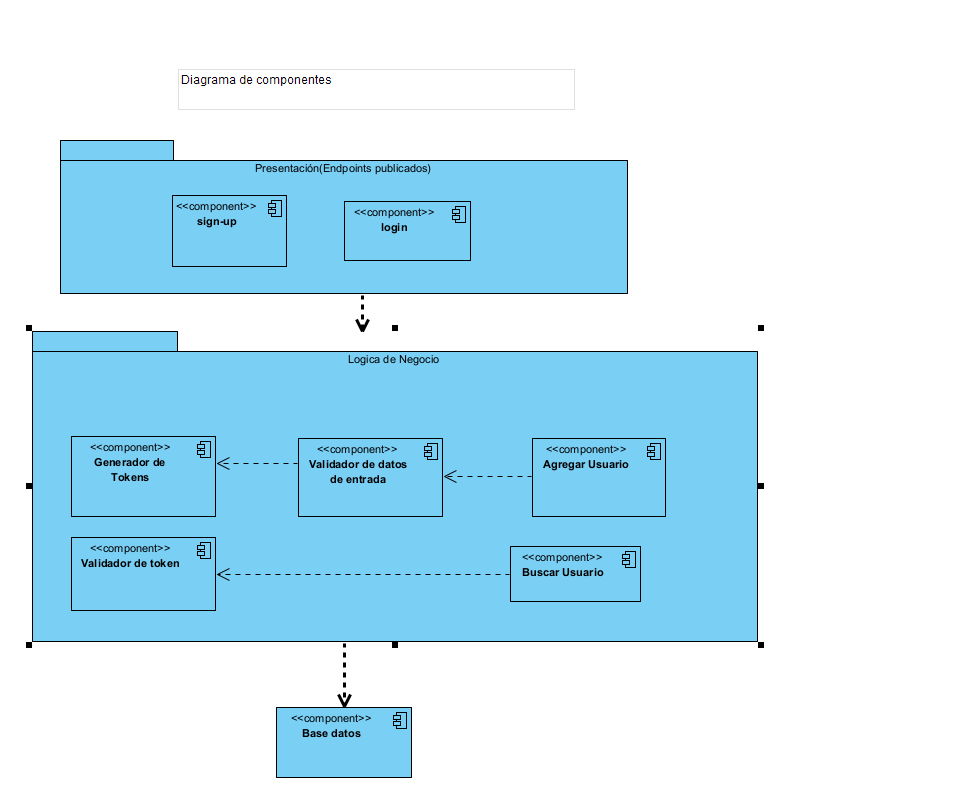 Diagrama de componentes
Presentación(Endpoints publicados)
<<component>>
sign-up
<<component>>
login
Logica de Negocio
<<component>>
Generador de
Tokens
<<component>>
Validador de datos
de entrada
<<component>>
Agregar Usuario
<<component>>
Validador de token
<<component>>
Buscar Usuario
<<component>>
Base datos